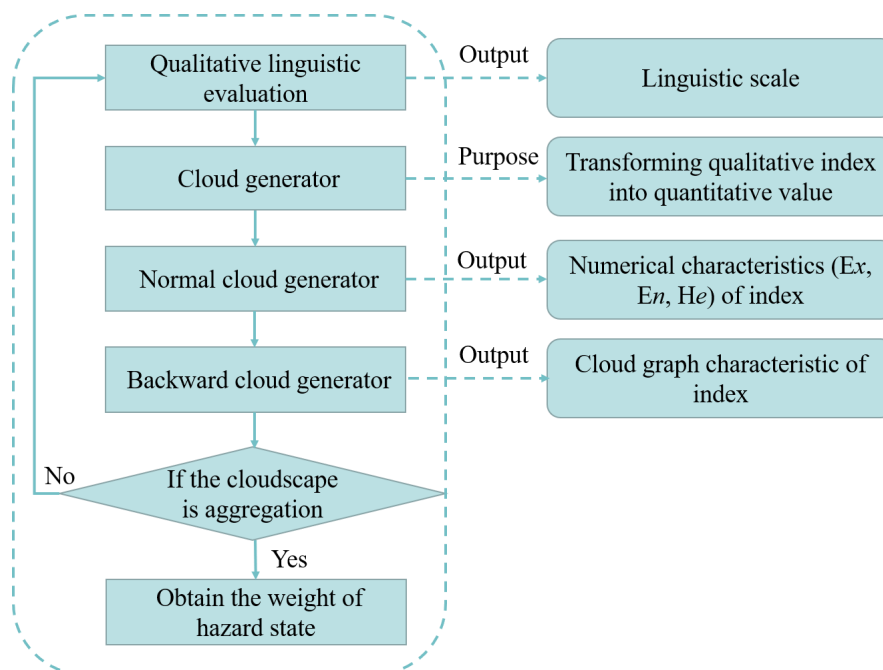 Qualitative linguistic
evaluation
Output
Linguistic scale
Cloud generator
Purpose
Transforming qualitative index
into quantitative value
Normal cloud generator
Output
Numerical characteristics (Ex,
En, He) of index
Backward cloud generator
Output
Cloud graph characteristic of
index
If the cloudscape
is aggregation
No
Yes
Obtain the weight of
hazard state